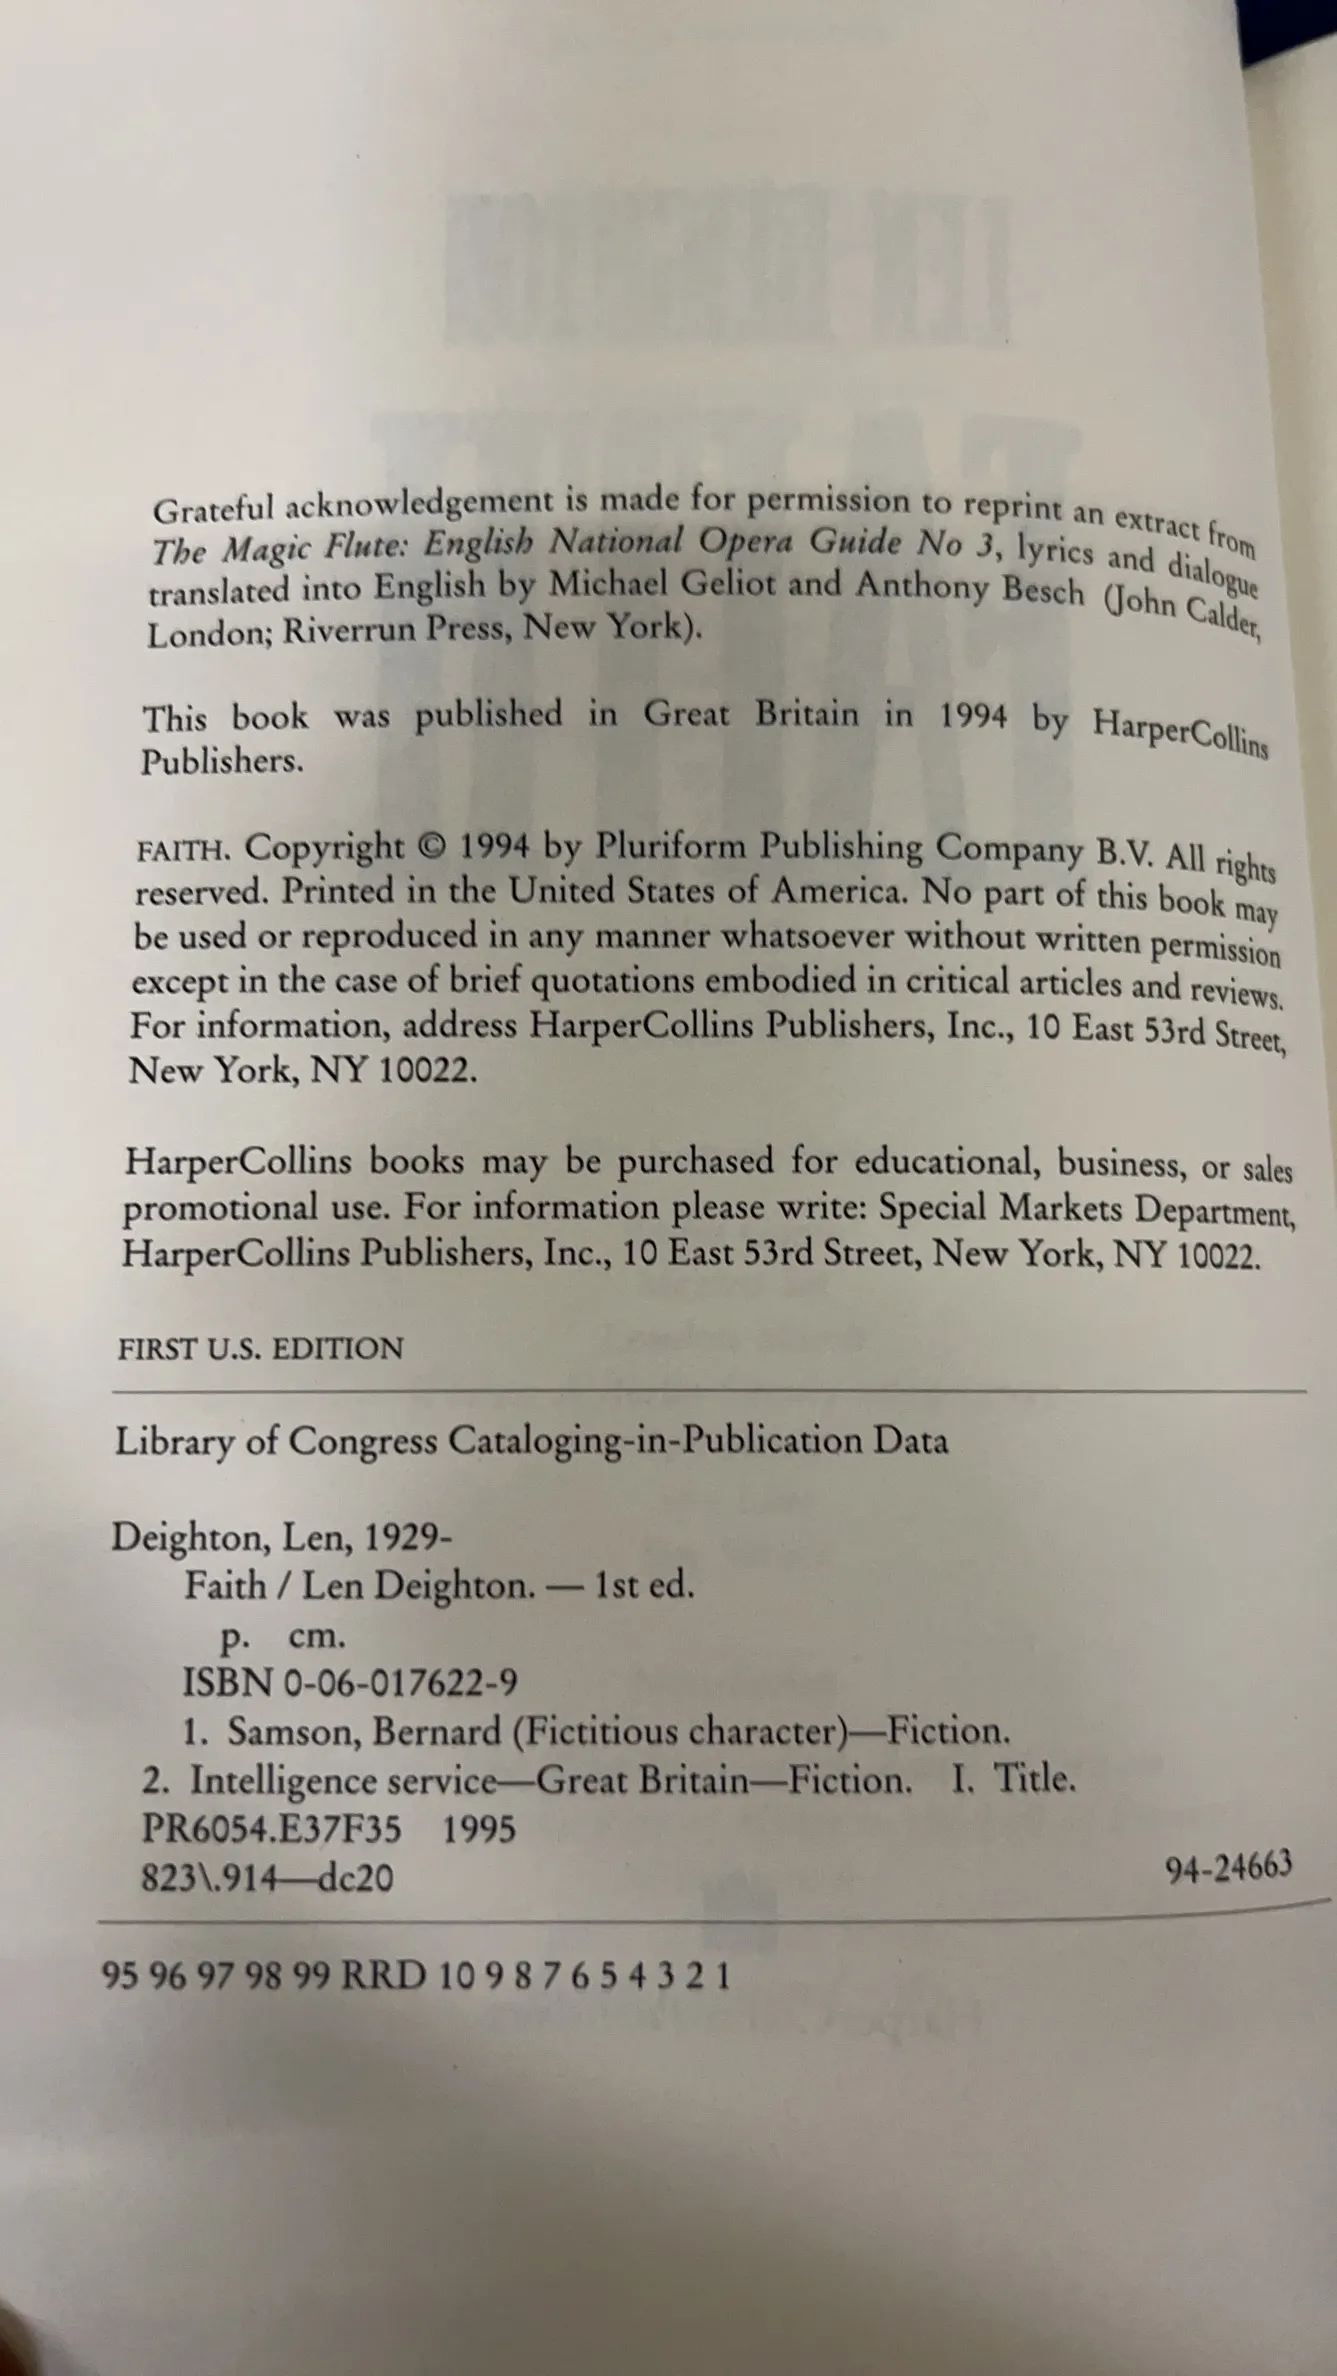 Grateful acknowledgement is made for permission to reprint an extract from
The Magic Flute: English National Opera Guide No 3, lyrics and dialogue
translated into English by Michael Geliot and Anthony Besch (John Calder,
London; Riverrun Press, New York).
This book was published in Great Britain in 1994 by HarperCollins
Publishers.
FAITH. Copyright © 1994 by Pluriform Publishing Company B.V. All rights
reserved. Printed in the United States of America. No part of this book may
be used or reproduced in any manner whatsoever without written permission
except in the case of brief quotations embodied in critical articles and reviews.
For information, address HarperCollins Publishers, Inc., 10 East 53rd Street,
New York, NY 10022.
HarperCollins books may be purchased for educational, business, or sales
promotional use. For information please write: Special Markets Department,
HarperCollins Publishers, Inc., 10 East 53rd Street, New York, NY 10022.
FIRST U.S. EDITION
Library of Congress Cataloging-in-Publication Data
Deighton, Len, 1929-
Faith / Len Deighton. — 1st ed.
p. cm.
ISBN 0-06-017622-9
1. Samson, Bernard (Fictitious character)—Fiction.
2. Intelligence service—Great Britain—Fiction. I. Title.
PR6054.E37F35 1995
823\.914—dc20 94-24663
95 96 97 98 99 RRD 10 9 8 7 6 5 4 3 2 1